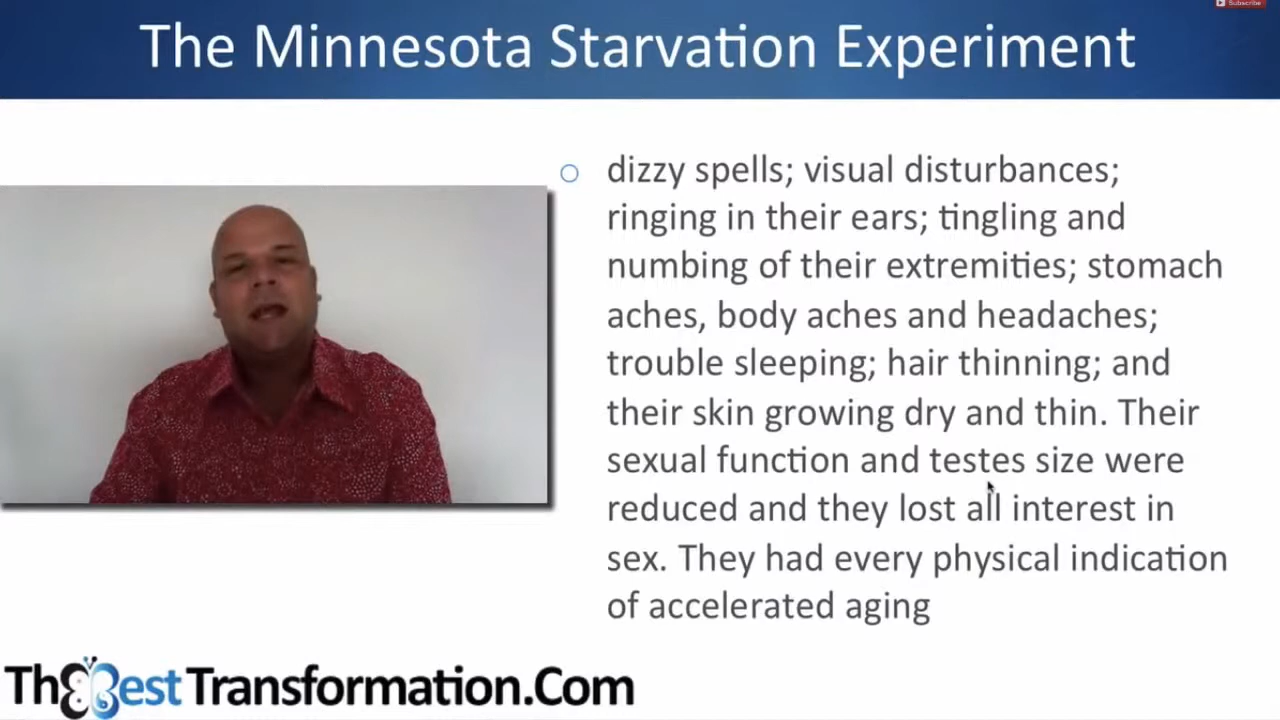 Subscribe
The Minnesota Starvation Experiment
dizzy spells; visual disturbances;
ringing in their ears; tingling and
numbing of their extremities; stomach
aches, body aches and headaches;
trouble sleeping; hair thinning; and
their skin growing dry and thin. Their
sexual function and testes size were
reduced and they lost all interest in
sex. They had every physical indication
of accelerated aging
TheBestTransformation.Com